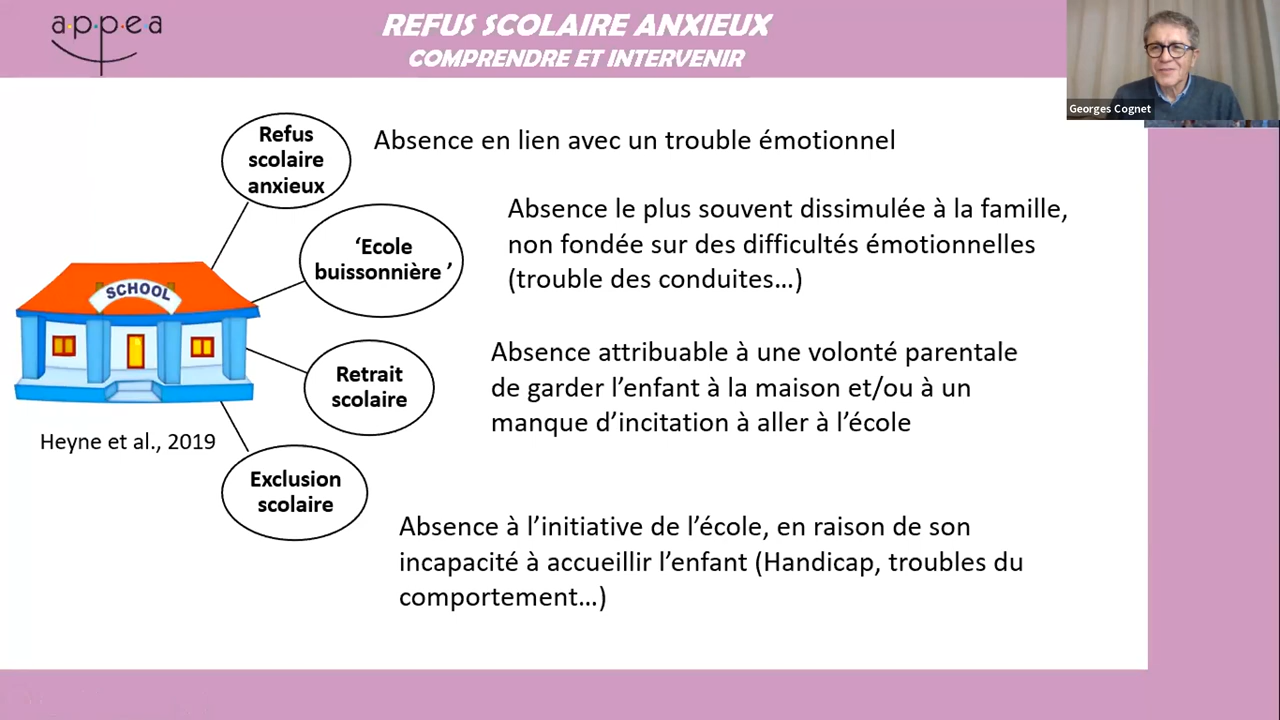 appea
REFUS SCOLAIRE ANXIEUX
COMPRENDRE ET INTERVENIR
Georges Cognet
Refus
scolaire
anxieux
Absence en lien avec un trouble émotionnel
‘Ecole
buissonnière ’
Absence le plus souvent dissimulée à la famille,
non fondée sur des difficultés émotionnelles
(trouble des conduites…)
SCHOOL
Retrait
scolaire
Absence attribuable à une volonté parentale
de garder l’enfant à la maison et/ou à un
manque d’incitation à aller à l’école
Heyne et al., 2019
Exclusion
scolaire
Absence à l’initiative de l’école, en raison de son
incapacité à accueillir l’enfant (Handicap, troubles du
comportement…)